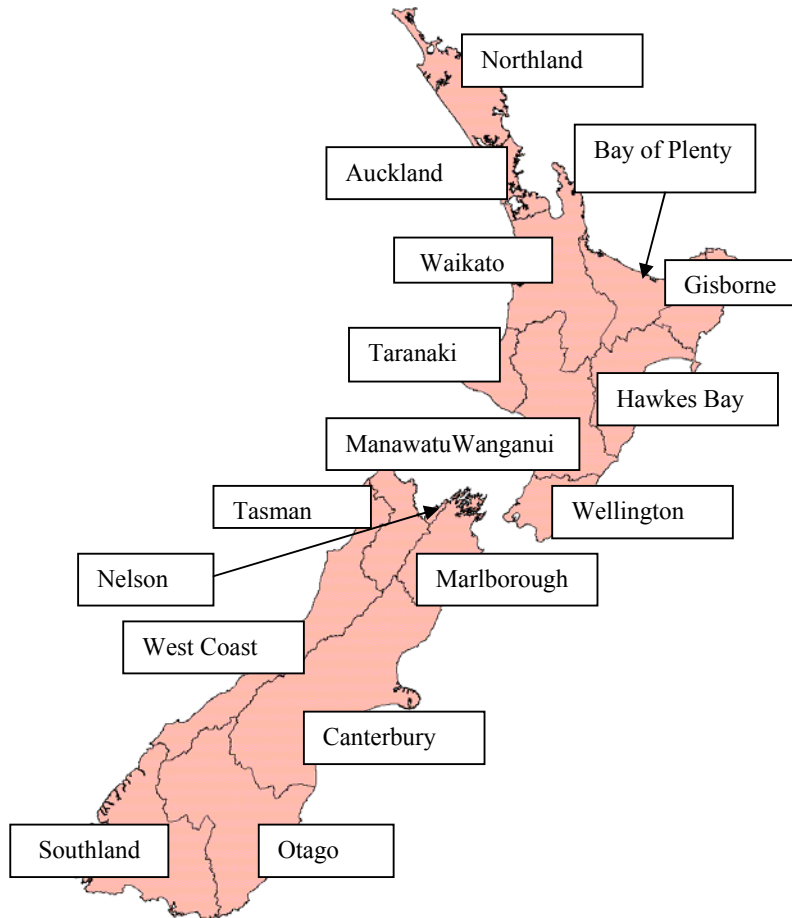 Northland
Bay of Plenty
Auckland
Waikato
Gisborne
Taranaki
Hawkes Bay
ManawatuWanganui
Tasman
Wellington
Nelson
Marlborough
West Coast
Canterbury
Southland
Otago